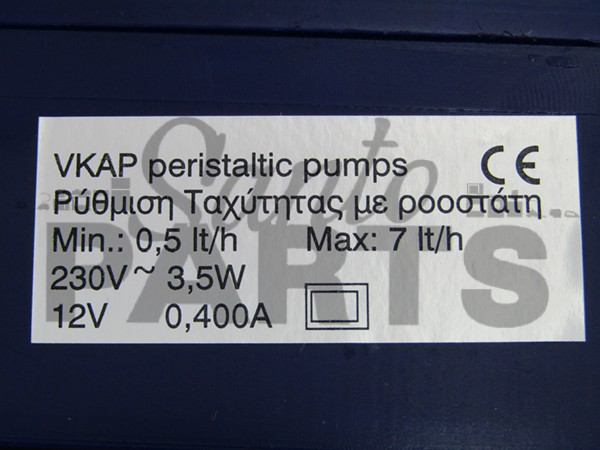 VKAP peristaltic pumps CE
Ρύθμιση Ταχύτητας με ροοστάτη
Min.: 0,5 lt/h Max: 7 lt/h
230V~ 3,5W
12V 0,400A
Santo
PARTS